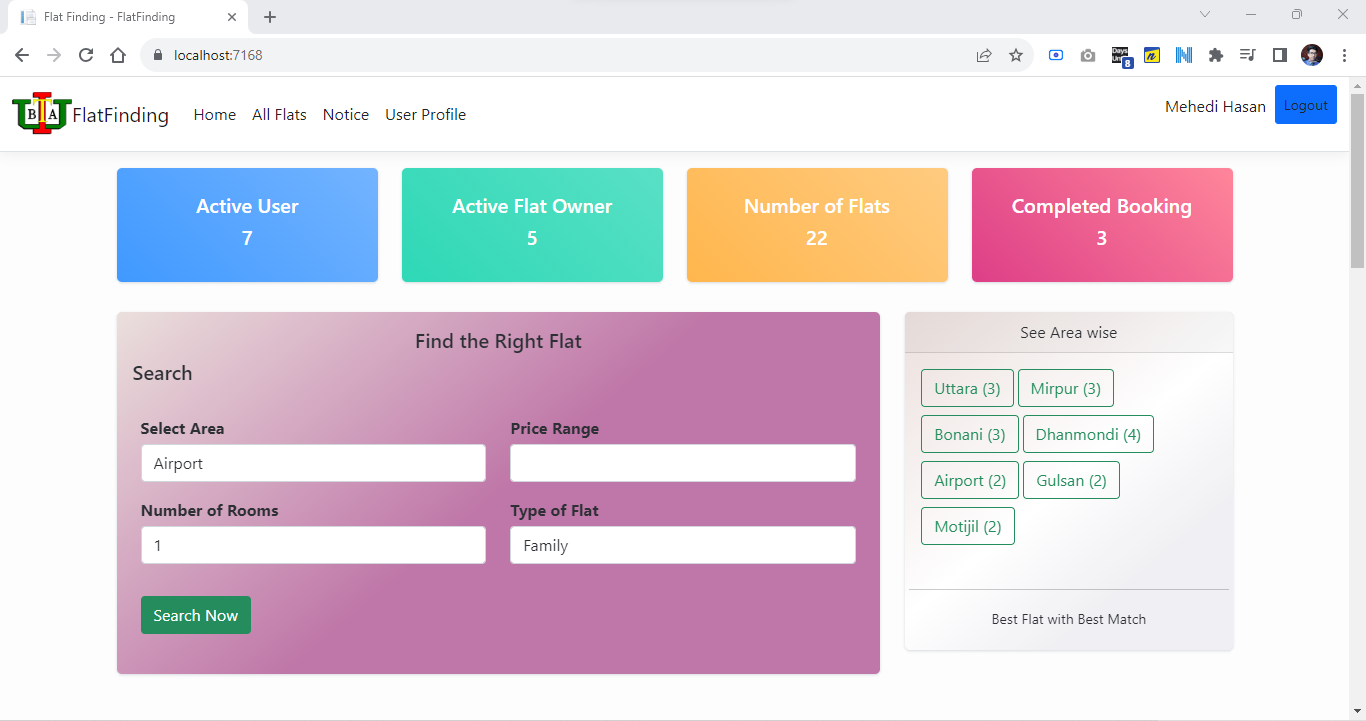 Flat Finding - FlatFinding
localhost:7168
8
BITA FlatFinding Home All Flats Notice User Profile Mehedi Hasan Logout
Active User
7
Active Flat Owner
5
Number of Flats
22
Completed Booking
3
Find the Right Flat
Search
Select Area
Airport
Price Range
Number of Rooms
1
Type of Flat
Family
Search Now
See Area wise
Uttara (3) Mirpur (3)
Bonani (3) Dhanmondi (4)
Airport (2) Gulsan (2)
Motijil (2)
Best Flat with Best Match